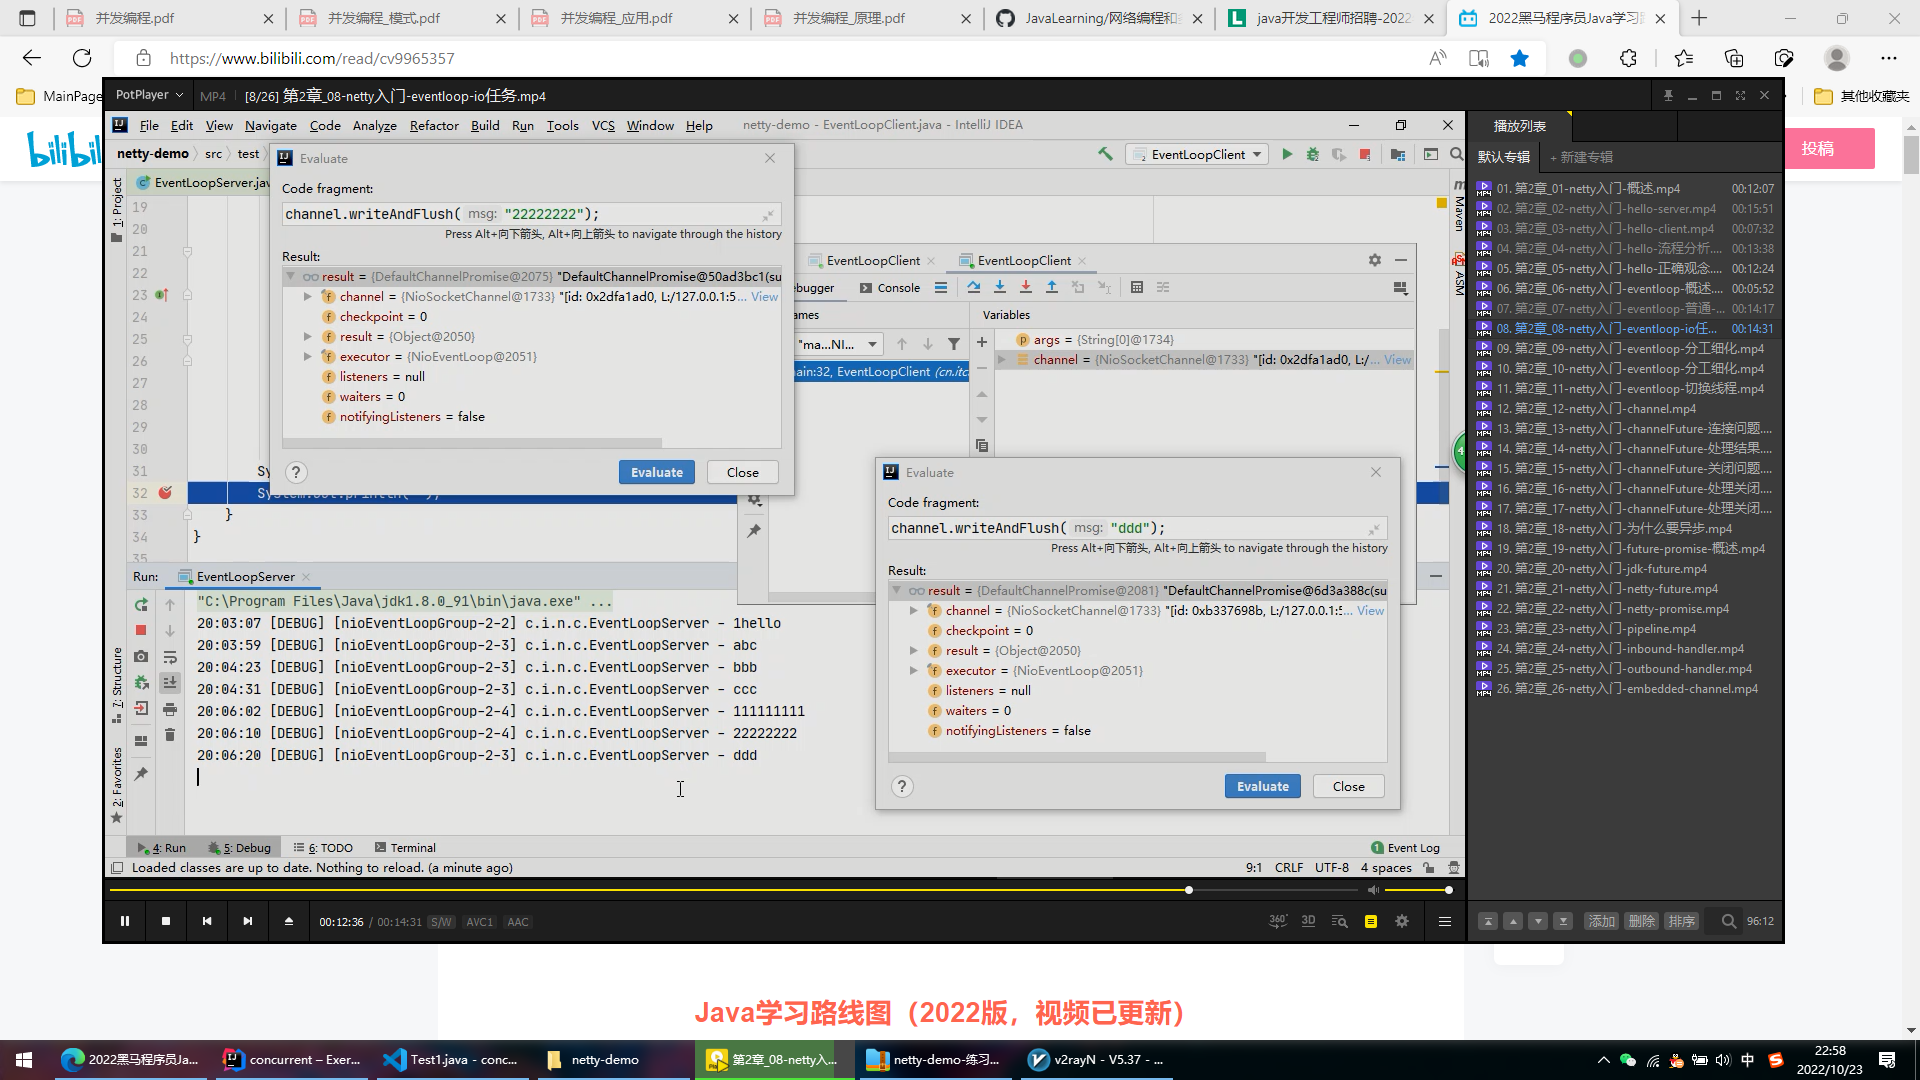 并发编程.pdf
并发编程_模式.pdf
并发编程_应用.pdf
并发编程_原理.pdf
JavaLearning/网络编程和
java开发工程师招聘-2022
2022黑马程序员Java学习
https://www.bilibili.com/read/cv9965357
MainPage
其他收藏夹
bilibili
投稿
PotPlayer
MP4
[8/26] 第2章_08-netty入门-eventloop-io任务.mp4
File Edit View Navigate Code Analyze Refactor Build Run Tools VCS Window Help
netty-demo - EventLoopClient.java - IntelliJ IDEA
netty-demo
src
test
EventLoopClient
EventLoopServer.jav
Evaluate
Code fragment:
channel.writeAndFlush( msg: "22222222");
Press Alt+向下箭头, Alt+向上箭头 to navigate through the history
Result:
result = {DefaultChannelPromise@2075} "DefaultChannelPromise@50ad3bc1(su
channel = {NioSocketChannel@1733} "[id: 0x2dfa1ad0, L:/127.0.0.1:5... View
checkpoint = 0
result = {Object@2050}
executor = {NioEventLoop@2051}
listeners = null
waiters = 0
notifyingListeners = false
?
Evaluate
Close
1: Project
7: Structure
2: Favorites
Maven
ASM
19
20
21
22
23
24
25
26
27
28
29
30
31
32
33
}
34
}
35
EventLoopClient
EventLoopClient
ebugger
Console
ames
Variables
"ma...NI...
ain:32, EventLoopClient (cn.itc
args = {String[0]@1734}
channel = {NioSocketChannel@1733} "[id: 0x2dfa1ad0, L:/... View
Evaluate
Code fragment:
channel.writeAndFlush( msg: "ddd");
Press Alt+向下箭头, Alt+向上箭头 to navigate through the history
Result:
result = {DefaultChannelPromise@2081} "DefaultChannelPromise@6d3a388c(su
channel = {NioSocketChannel@1733} "[id: 0xb337698b, L:/127.0.0.1:5... View
checkpoint = 0
result = {Object@2050}
executor = {NioEventLoop@2051}
listeners = null
waiters = 0
notifyingListeners = false
?
Evaluate
Close
Run:
EventLoopServer
"C:\Program Files\Java\jdk1.8.0_91\bin\java.exe" ...
20:03:07 [DEBUG] [nioEventLoopGroup-2-2] c.i.n.c.EventLoopServer - 1hello
20:03:59 [DEBUG] [nioEventLoopGroup-2-3] c.i.n.c.EventLoopServer - abc
20:04:23 [DEBUG] [nioEventLoopGroup-2-3] c.i.n.c.EventLoopServer - bbb
20:04:31 [DEBUG] [nioEventLoopGroup-2-3] c.i.n.c.EventLoopServer - ccc
20:06:02 [DEBUG] [nioEventLoopGroup-2-4] c.i.n.c.EventLoopServer - 111111111
20:06:10 [DEBUG] [nioEventLoopGroup-2-4] c.i.n.c.EventLoopServer - 22222222
20:06:20 [DEBUG] [nioEventLoopGroup-2-3] c.i.n.c.EventLoopServer - ddd
4: Run
5: Debug
6: TODO
Terminal
1 Event Log
Loaded classes are up to date. Nothing to reload. (a minute ago)
9:1 CRLF UTF-8 4 spaces
00:12:36 / 00:14:31 S/W AVC1 AAC
360°
3D
播放列表
默认专辑
+ 新建专辑
01. 第2章_01-netty入门-概述.mp4 00:12:07
02. 第2章_02-netty入门-hello-server.mp4 00:15:51
03. 第2章_03-netty入门-hello-client.mp4 00:07:32
04. 第2章_04-netty入门-hello-流程分析.... 00:13:38
05. 第2章_05-netty入门-hello-正确观念.... 00:12:24
06. 第2章_06-netty入门-eventloop-概述.... 00:05:52
07. 第2章_07-netty入门-eventloop-普通-... 00:14:17
08. 第2章_08-netty入门-eventloop-io任... 00:14:31
09. 第2章_09-netty入门-eventloop-分工细化.mp4
10. 第2章_10-netty入门-eventloop-分工细化.mp4
11. 第2章_11-netty入门-eventloop-切换线程.mp4
12. 第2章_12-netty入门-channel.mp4
13. 第2章_13-netty入门-channelFuture-连接问题....
14. 第2章_14-netty入门-channelFuture-处理结果....
15. 第2章_15-netty入门-channelFuture-关闭问题....
16. 第2章_16-netty入门-channelFuture-处理关闭....
17. 第2章_17-netty入门-channelFuture-处理关闭....
18. 第2章_18-netty入门-为什么要异步.mp4
19. 第2章_19-netty入门-future-promise-概述.mp4
20. 第2章_20-netty入门-jdk-future.mp4
21. 第2章_21-netty入门-netty-future.mp4
22. 第2章_22-netty入门-netty-promise.mp4
23. 第2章_23-netty入门-pipeline.mp4
24. 第2章_24-netty入门-inbound-handler.mp4
25. 第2章_25-netty入门-outbound-handler.mp4
26. 第2章_26-netty入门-embedded-channel.mp4
添加
删除
排序
96:12
Java学习路线图（2022版，视频已更新）
2022黑马程序员Ja...
concurrent – Exer...
Test1.java - conc...
netty-demo
第2章_08-netty入...
netty-demo-练习...
v2rayN - V5.37 - ...
中
22:58
2022/10/23